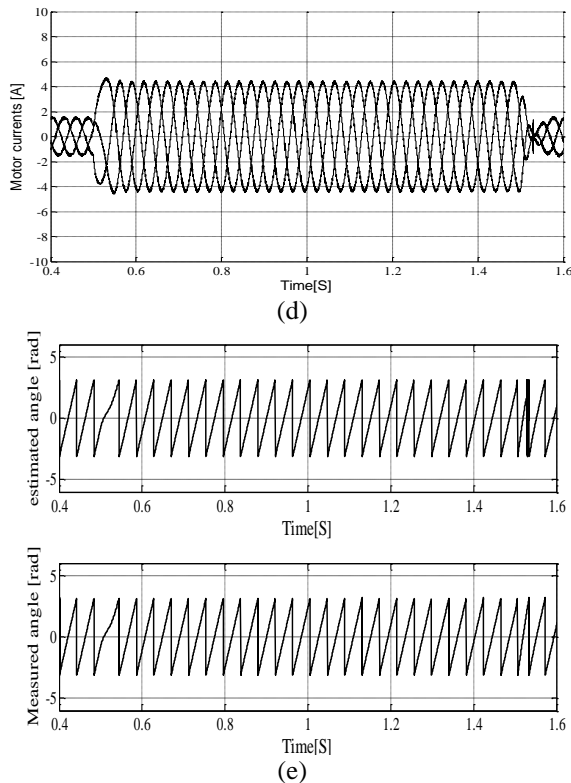 10
8
6
4
2
0
-2
-4
-6
-8
-10
Motor currents [A]
0.4 0.6 0.8 1 1.2 1.4 1.6
Time[S]
(d)
5
0
-5
estimated angle [rad]
0.4 0.6 0.8 1 1.2 1.4 1.6
Time[S]
5
0
-5
Measured angle [rad]
0.4 0.6 0.8 1 1.2 1.4 1.6
Time[S]
(e)